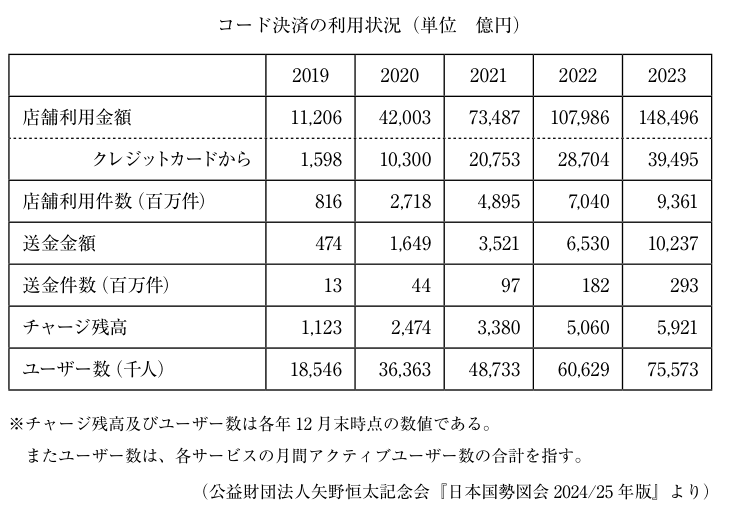 コード決済の利用状況（単位　億円）
2019 2020 2021 2022 2023
店舗利用金額 11,206 42,003 73,487 107,986 148,496
クレジットカードから 1,598 10,300 20,753 28,704 39,495
店舗利用件数（百万件） 816 2,718 4,895 7,040 9,361
送金金額 474 1,649 3,521 6,530 10,237
送金件数（百万件） 13 44 97 182 293
チャージ残高 1,123 2,474 3,380 5,060 5,921
ユーザー数（千人） 18,546 36,363 48,733 60,629 75,573
※チャージ残高及びユーザー数は各年12月末時点の数値である。
またユーザー数は、各サービスの月間アクティブユーザー数の合計を指す。
（公益財団法人矢野恒太記念会『日本国勢図会2024/25年版』より）